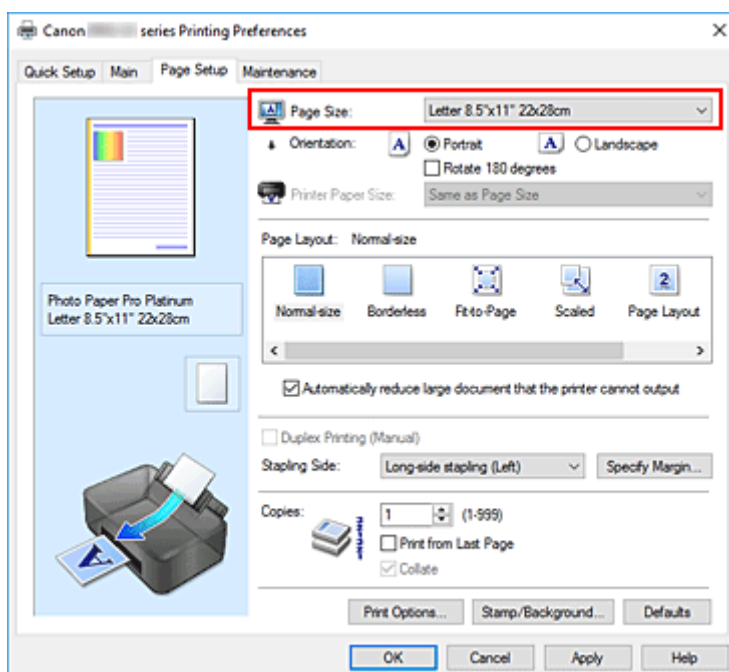 Canon series Printing Preferences
Quick Setup Main Page Setup Maintenance
Page Size: Letter 8.5"x11" 22x28cm
Orientation: A Portrait A Landscape
Rotate 180 degrees
Printer Paper Size: Same as Page Size
Page Layout: Normal-size
Normal-size Borderless Fit-to-Page Scaled Page Layout
Photo Paper Pro Platinum
Letter 8.5"x11" 22x28cm
Automatically reduce large document that the printer cannot output
Duplex Printing (Manual)
Stapling Side: Long-side stapling (Left) Specify Margin...
Copies: 1 (1-999)
Print from Last Page
Collate
Print Options... Stamp/Background... Defaults
OK Cancel Apply Help